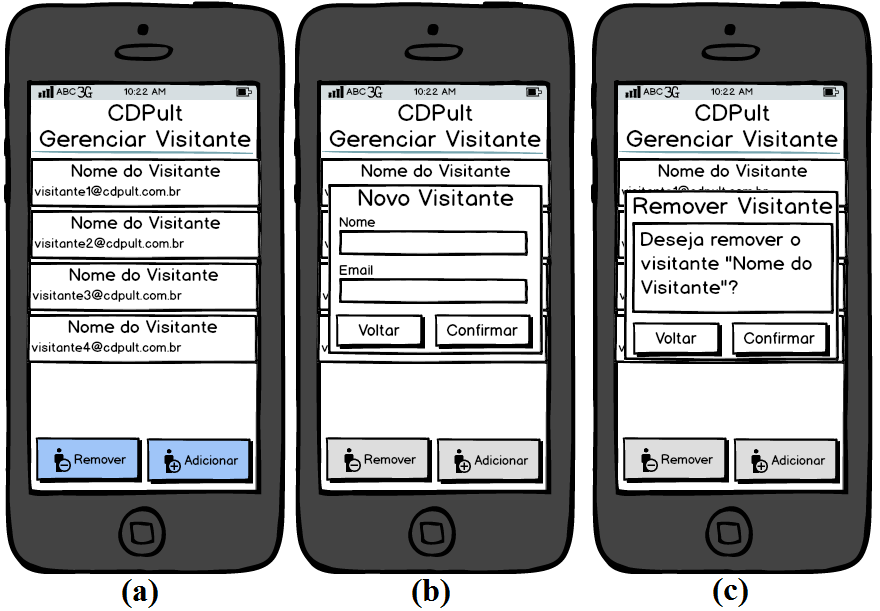 ABC 3G 10:22 AM
CDPult
Gerenciar Visitante
Nome do Visitante
visitante1@cdpult.com.br
Nome do Visitante
visitante2@cdpult.com.br
Nome do Visitante
visitante3@cdpult.com.br
Nome do Visitante
visitante4@cdpult.com.br
Remover
Adicionar
(a)
ABC 3G 10:22 AM
CDPult
Gerenciar Visitante
Nome do Visitante
Novo Visitante
Nome
Email
Voltar
Confirmar
Remover
Adicionar
(b)
ABC 3G 10:22 AM
CDPult
Gerenciar Visitante
Nome do Visitante
visitante1@cdpult.com.br
Remover Visitante
Deseja remover o
visitante "Nome do
Visitante"?
Voltar
Confirmar
Remover
Adicionar
(c)